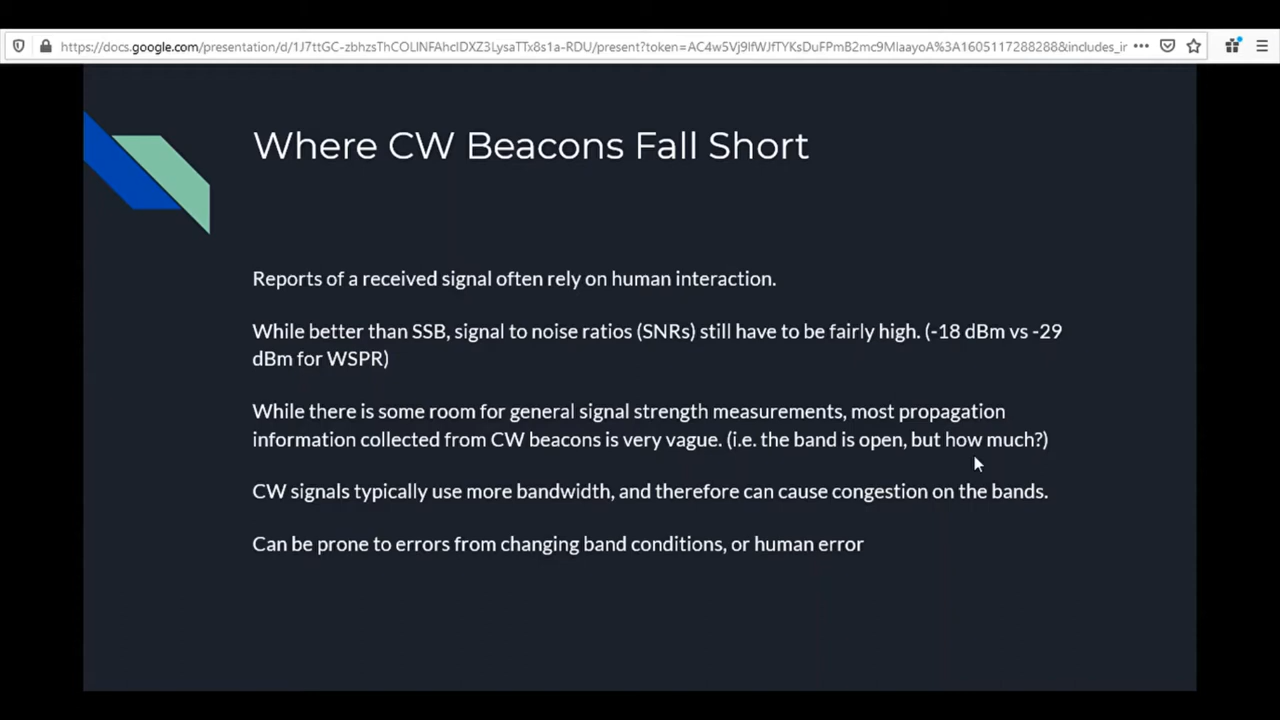 https://docs.google.com/presentation/d/1J7ttGC-zbhzsThCOLlNFAhcIDXZ3LysaTTx8s1a-RDU/present?token=AC4w5Vj9lfWJfTYKsDuFPmB2mc9MlaayoA%3A1605117288288&includes_ir
Where CW Beacons Fall Short
Reports of a received signal often rely on human interaction.
While better than SSB, signal to noise ratios (SNRs) still have to be fairly high. (-18 dBm vs -29
dBm for WSPR)
While there is some room for general signal strength measurements, most propagation
information collected from CW beacons is very vague. (i.e. the band is open, but how much?)
CW signals typically use more bandwidth, and therefore can cause congestion on the bands.
Can be prone to errors from changing band conditions, or human error